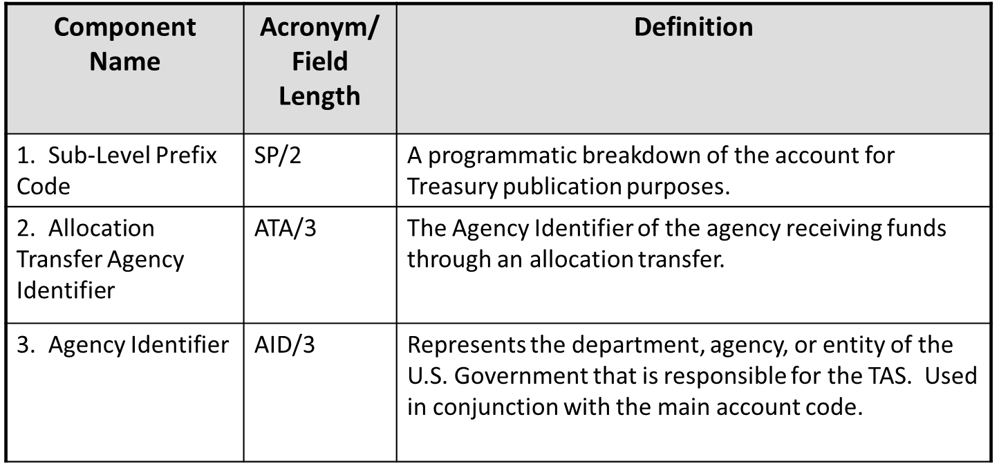 Component
Name
Acronym/
Field
Length
Definition
1. Sub-Level Prefix
Code
SP/2
A programmatic breakdown of the account for
Treasury publication purposes.
2. Allocation
Transfer Agency
Identifier
ATA/3
The Agency Identifier of the agency receiving funds
through an allocation transfer.
3. Agency Identifier
AID/3
Represents the department, agency, or entity of the
U.S. Government that is responsible for the TAS. Used
in conjunction with the main account code.